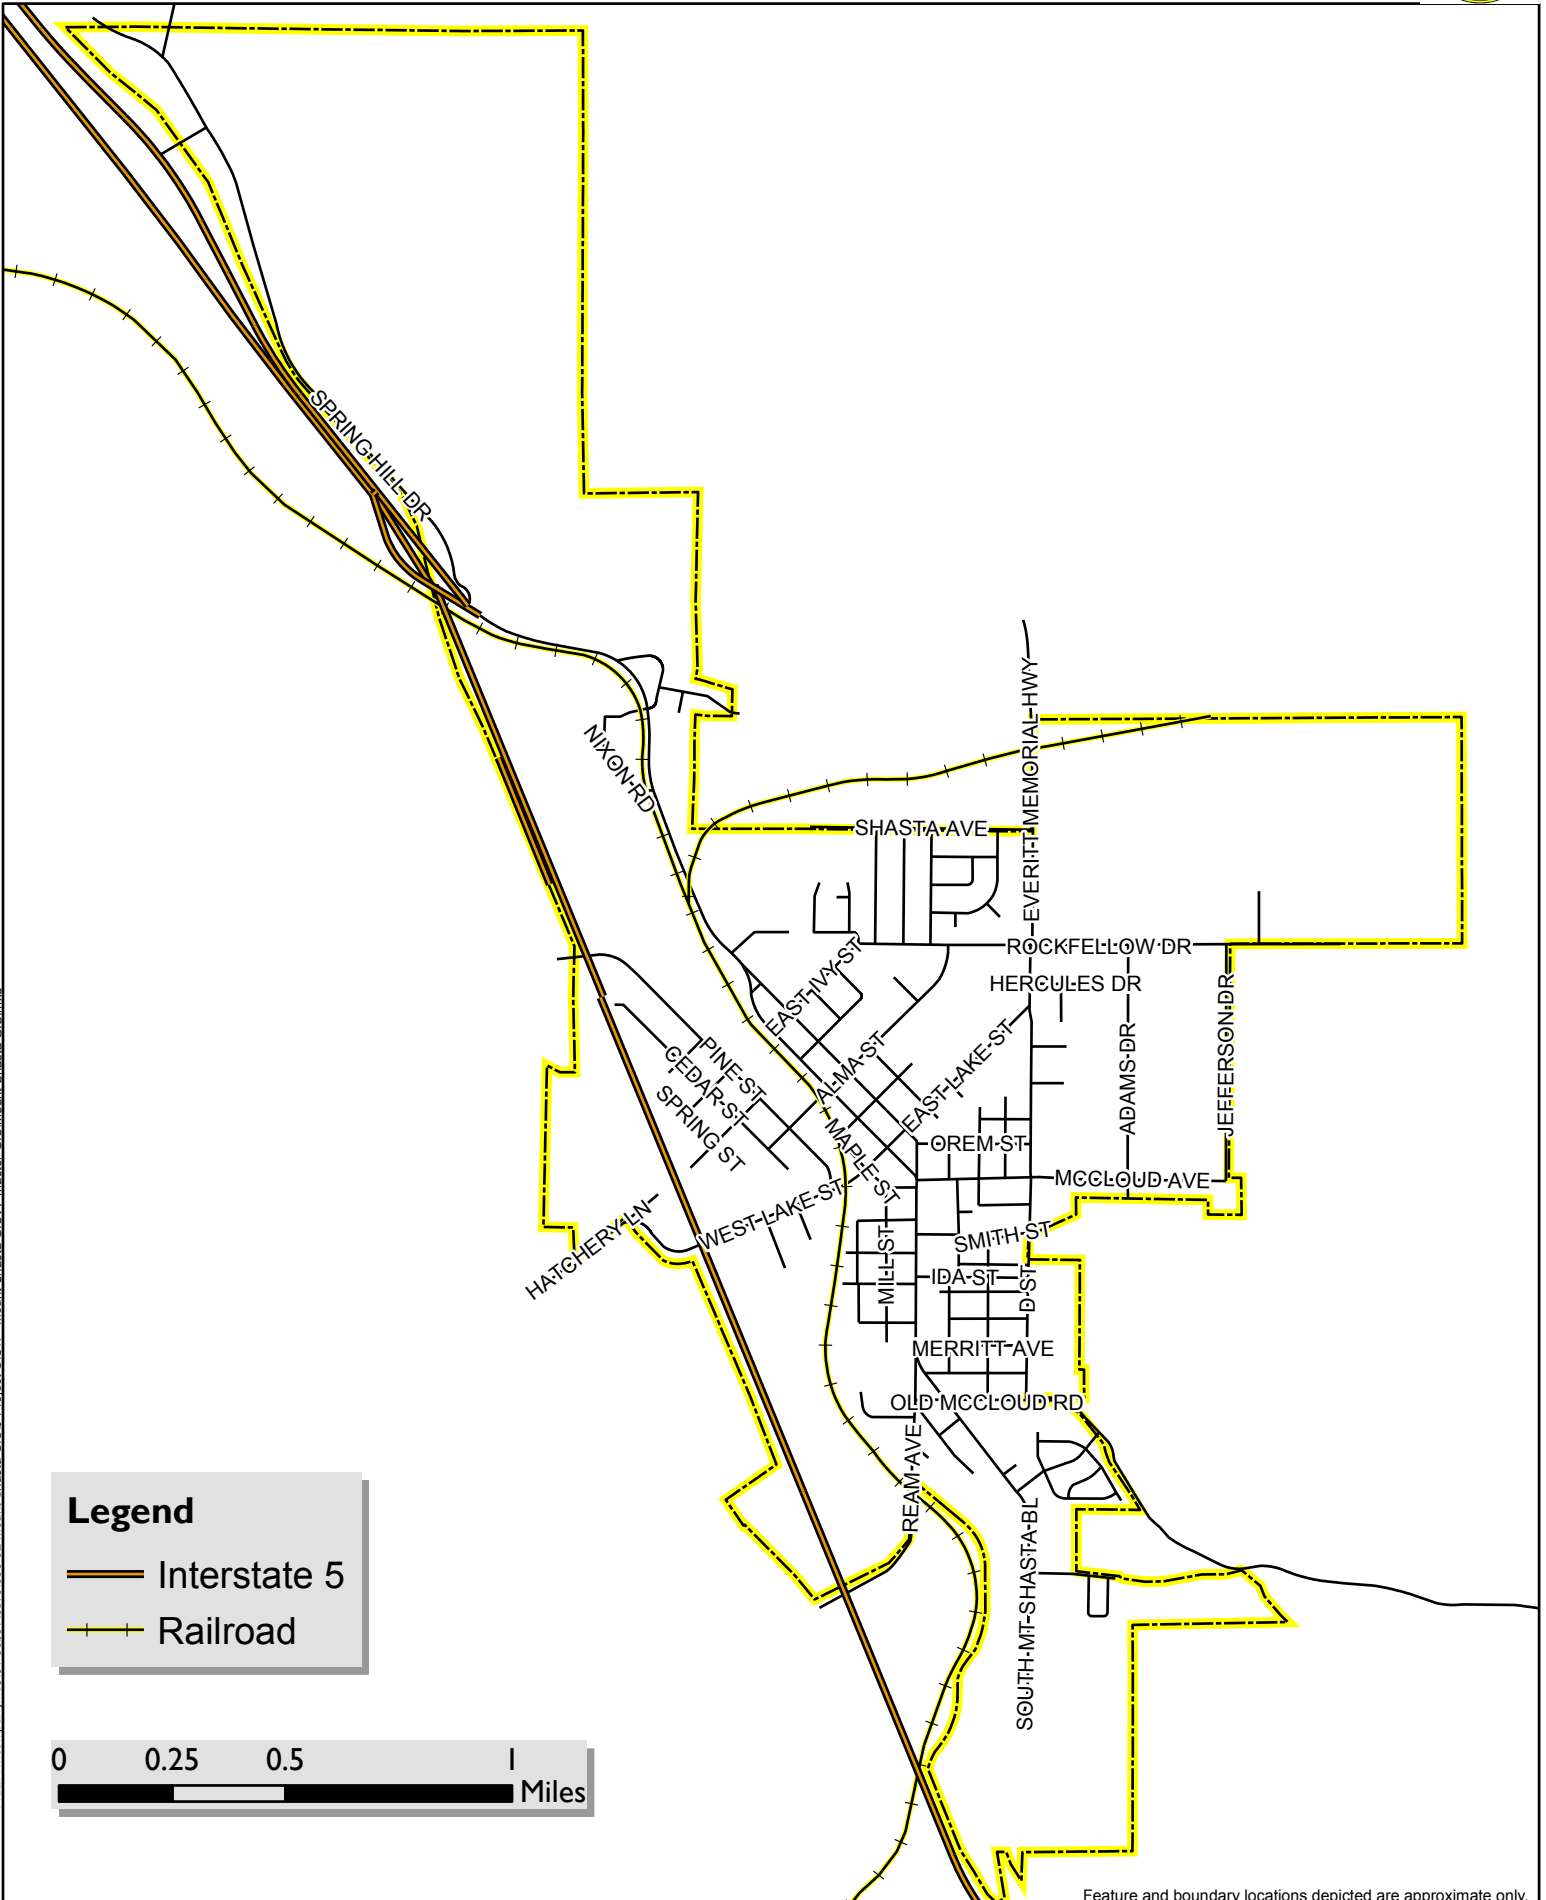 SPRING HILL DR
NIXON RD
EVERITT MEMORIAL HWY
SHASTA AVE
ROCKFELLOW DR
HERCULES DR
EAST IVY ST
ALMA ST
EAST LAKE ST
ADAMS DR
JEFFERSON DR
PINE ST
CEDAR ST
SPRING ST
MAPLE ST
OREM ST
MCCLOUD AVE
WEST LAKE ST
HATCHERY LN
SMITH ST
MILL ST
IDA ST
D ST
MERRITT AVE
OLD MCCLOUD RD
REAM AVE
SOUTH MT SHASTA BL
Legend
Interstate 5
Railroad
0 0.25 0.5 1
Miles
Feature and boundary locations depicted are approximate only.